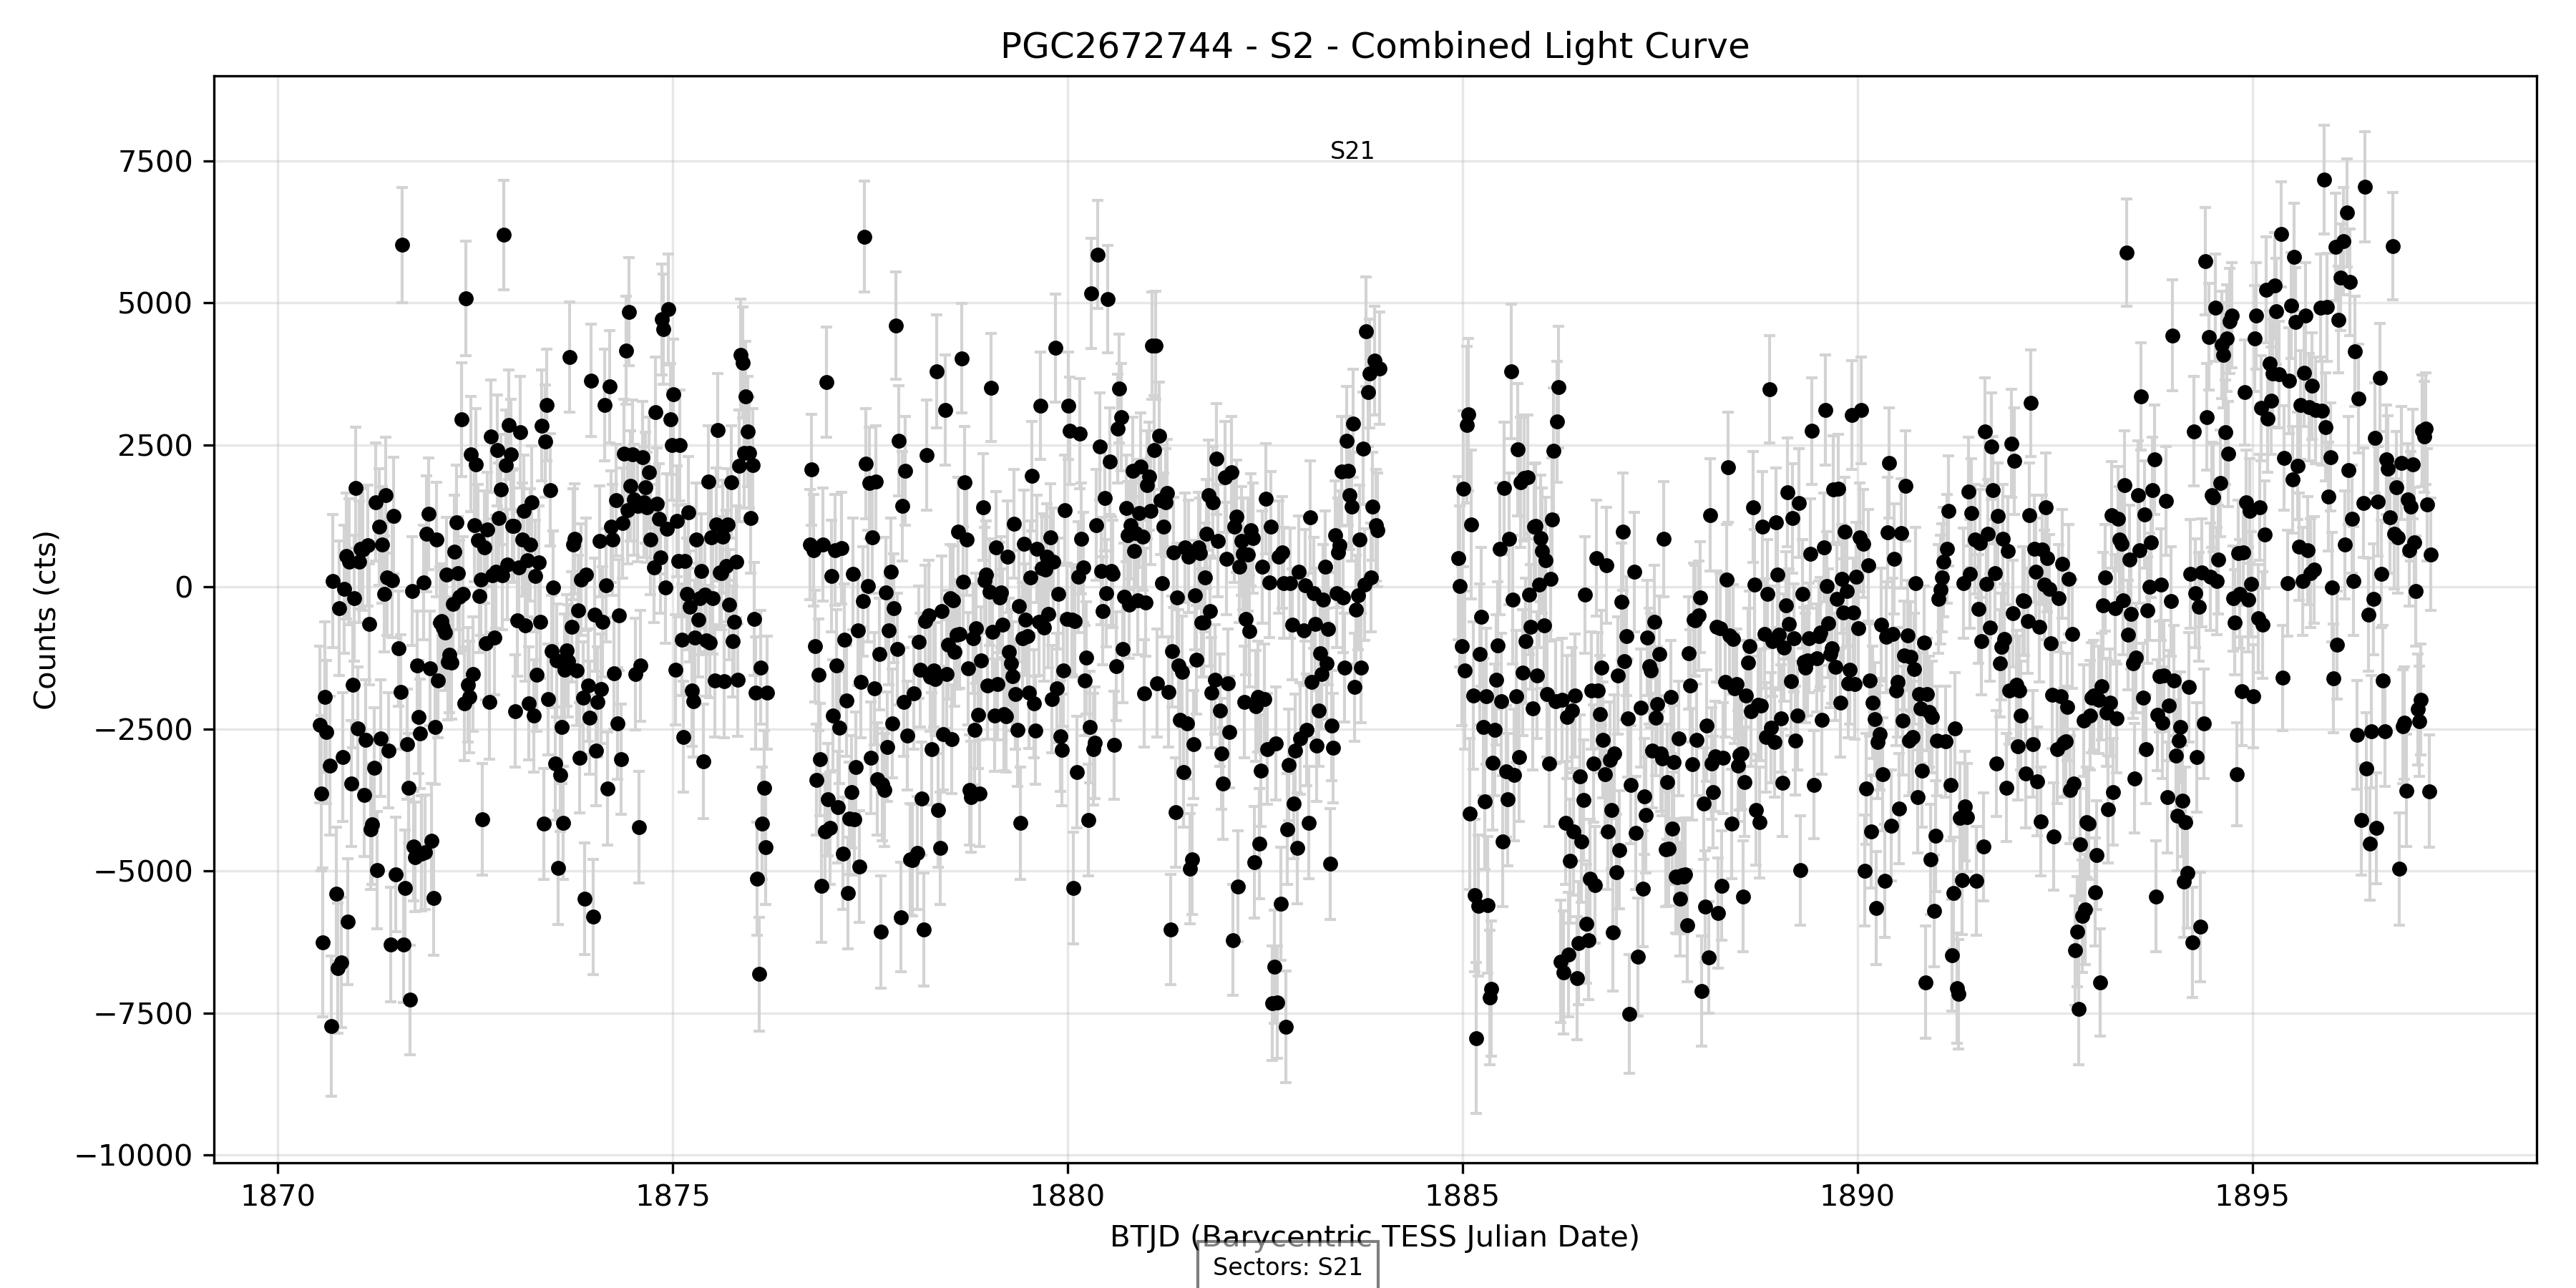 PGC2672744 - S2 - Combined Light Curve
S21
7500
5000
2500
0
−2500
−5000
−7500
−10000
Counts (cts)
1870 1875 1880 1885 1890 1895
BTJD (Barycentric TESS Julian Date)
Sectors: S21